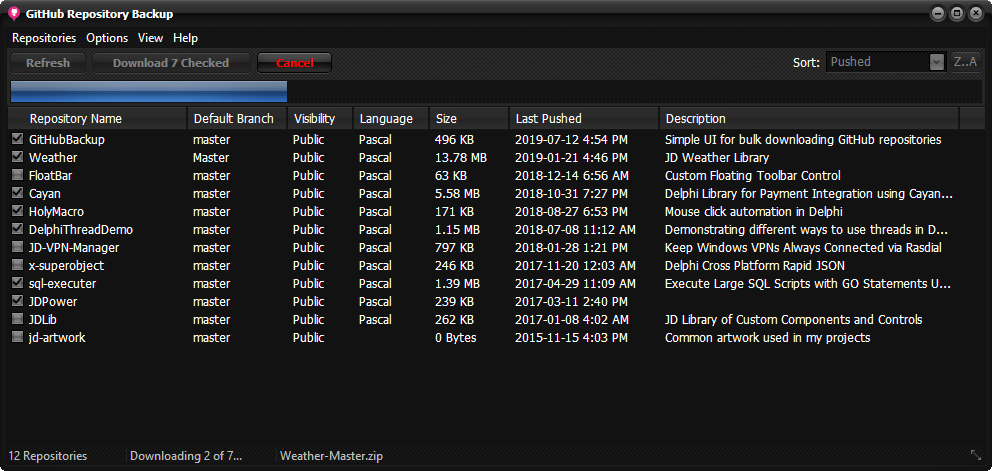 GitHub Repository Backup
Repositories Options View Help
Refresh Download 7 Checked Cancel Sort: Pushed Z..A
Repository Name Default Branch Visibility Language Size Last Pushed Description
GitHubBackup master Public Pascal 496 KB 2019-07-12 4:54 PM Simple UI for bulk downloading GitHub repositories
Weather Master Public Pascal 13.78 MB 2019-01-21 4:46 PM JD Weather Library
FloatBar master Public Pascal 63 KB 2018-12-14 6:56 AM Custom Floating Toolbar Control
Cayan master Public Pascal 5.58 MB 2018-10-31 7:27 PM Delphi Library for Payment Integration using Cayan...
HolyMacro master Public Pascal 171 KB 2018-08-27 6:53 PM Mouse click automation in Delphi
DelphiThreadDemo master Public Pascal 1.15 MB 2018-07-08 11:12 AM Demonstrating different ways to use threads in D...
JD-VPN-Manager master Public Pascal 797 KB 2018-01-28 1:21 PM Keep Windows VPNs Always Connected via Rasdial
x-superobject master Public Pascal 246 KB 2017-11-20 12:03 AM Delphi Cross Platform Rapid JSON
sql-executer master Public Pascal 1.39 MB 2017-04-29 11:09 AM Execute Large SQL Scripts with GO Statements U...
JDPower master Public Pascal 239 KB 2017-03-11 2:40 PM
JDLib master Public Pascal 262 KB 2017-01-08 4:02 AM JD Library of Custom Components and Controls
jd-artwork master Public 0 Bytes 2015-11-15 4:03 PM Common artwork used in my projects
12 Repositories Downloading 2 of 7... Weather-Master.zip